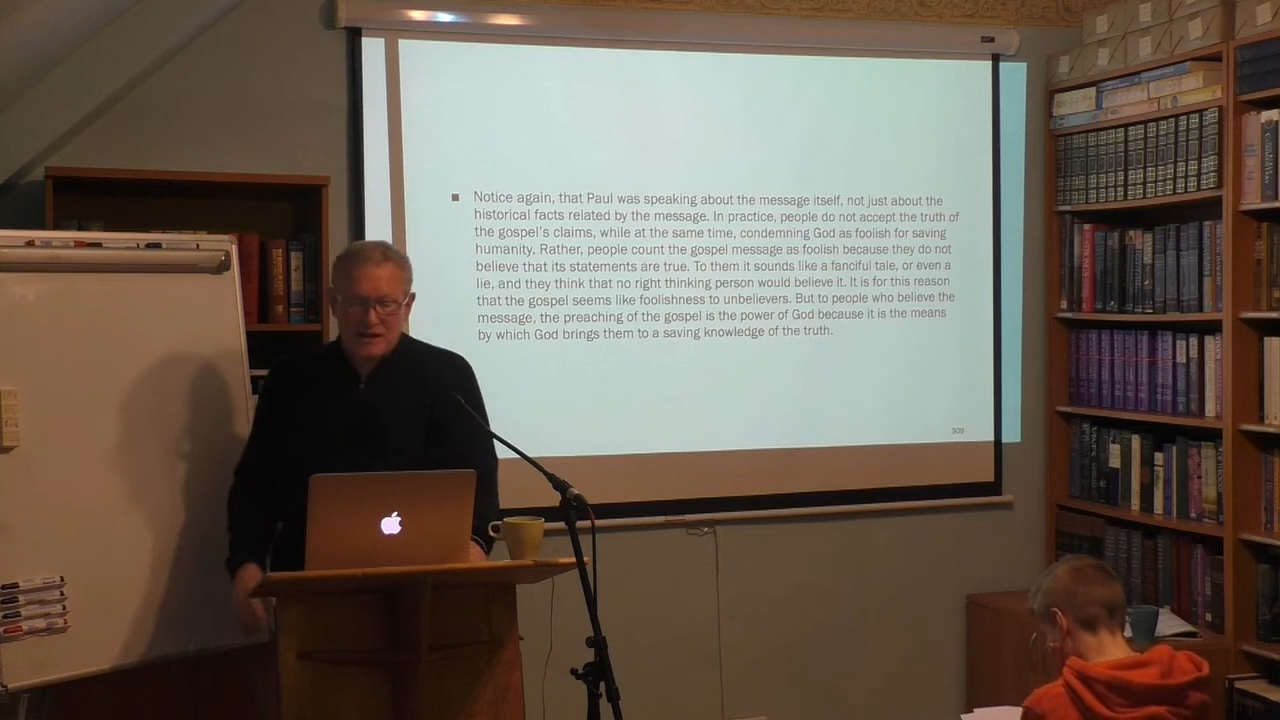 Notice again, that Paul was speaking about the message itself, not just about the
historical facts related by the message. In practice, people do not accept the truth of
the gospel's claims, while at the same time, condemning God as foolish for saving
humanity. Rather, people count the gospel message as foolish because they do not
believe that its statements are true. To them it sounds like a fanciful tale, or even a
lie, and they think that no right thinking person would believe it. It is for this reason
that the gospel seems like foolishness to unbelievers. But to people who believe the
message, the preaching of the gospel is the power of God because it is the means
by which God brings them to a saving knowledge of the truth.